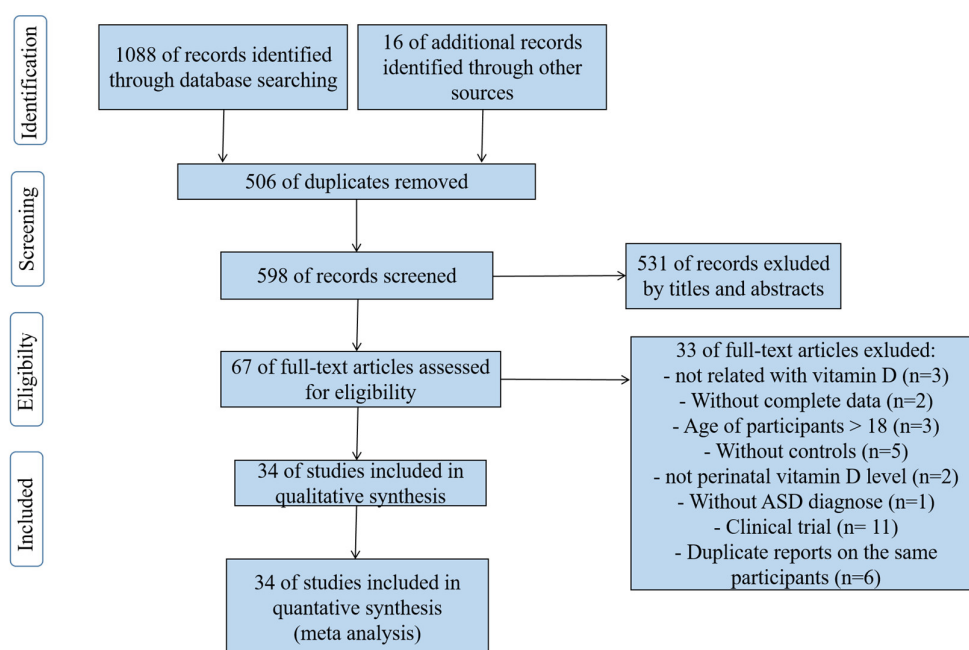 Identification
1088 of records identified
through database searching
16 of additional records
identified through other
sources
506 of duplicates removed
Screening
598 of records screened
531 of records exluded
by titles and abstracts
Eligibilty
67 of full-text articles assessed
for eligibility
33 of full-text articles exluded:
- not related with vitamin D (n=3)
- Without complete data (n=2)
- Age of participants > 18 (n=3)
- Without controls (n=5)
- not perinatal vitamin D level (n=2)
- Without ASD diagnose (n=1)
- Clinical trial (n= 11)
- Duplicate reports on the same
participants (n=6)
Included
34 of studies included in
qualitative synthesis
34 of studies included in
quantative synthesis
(meta analysis)